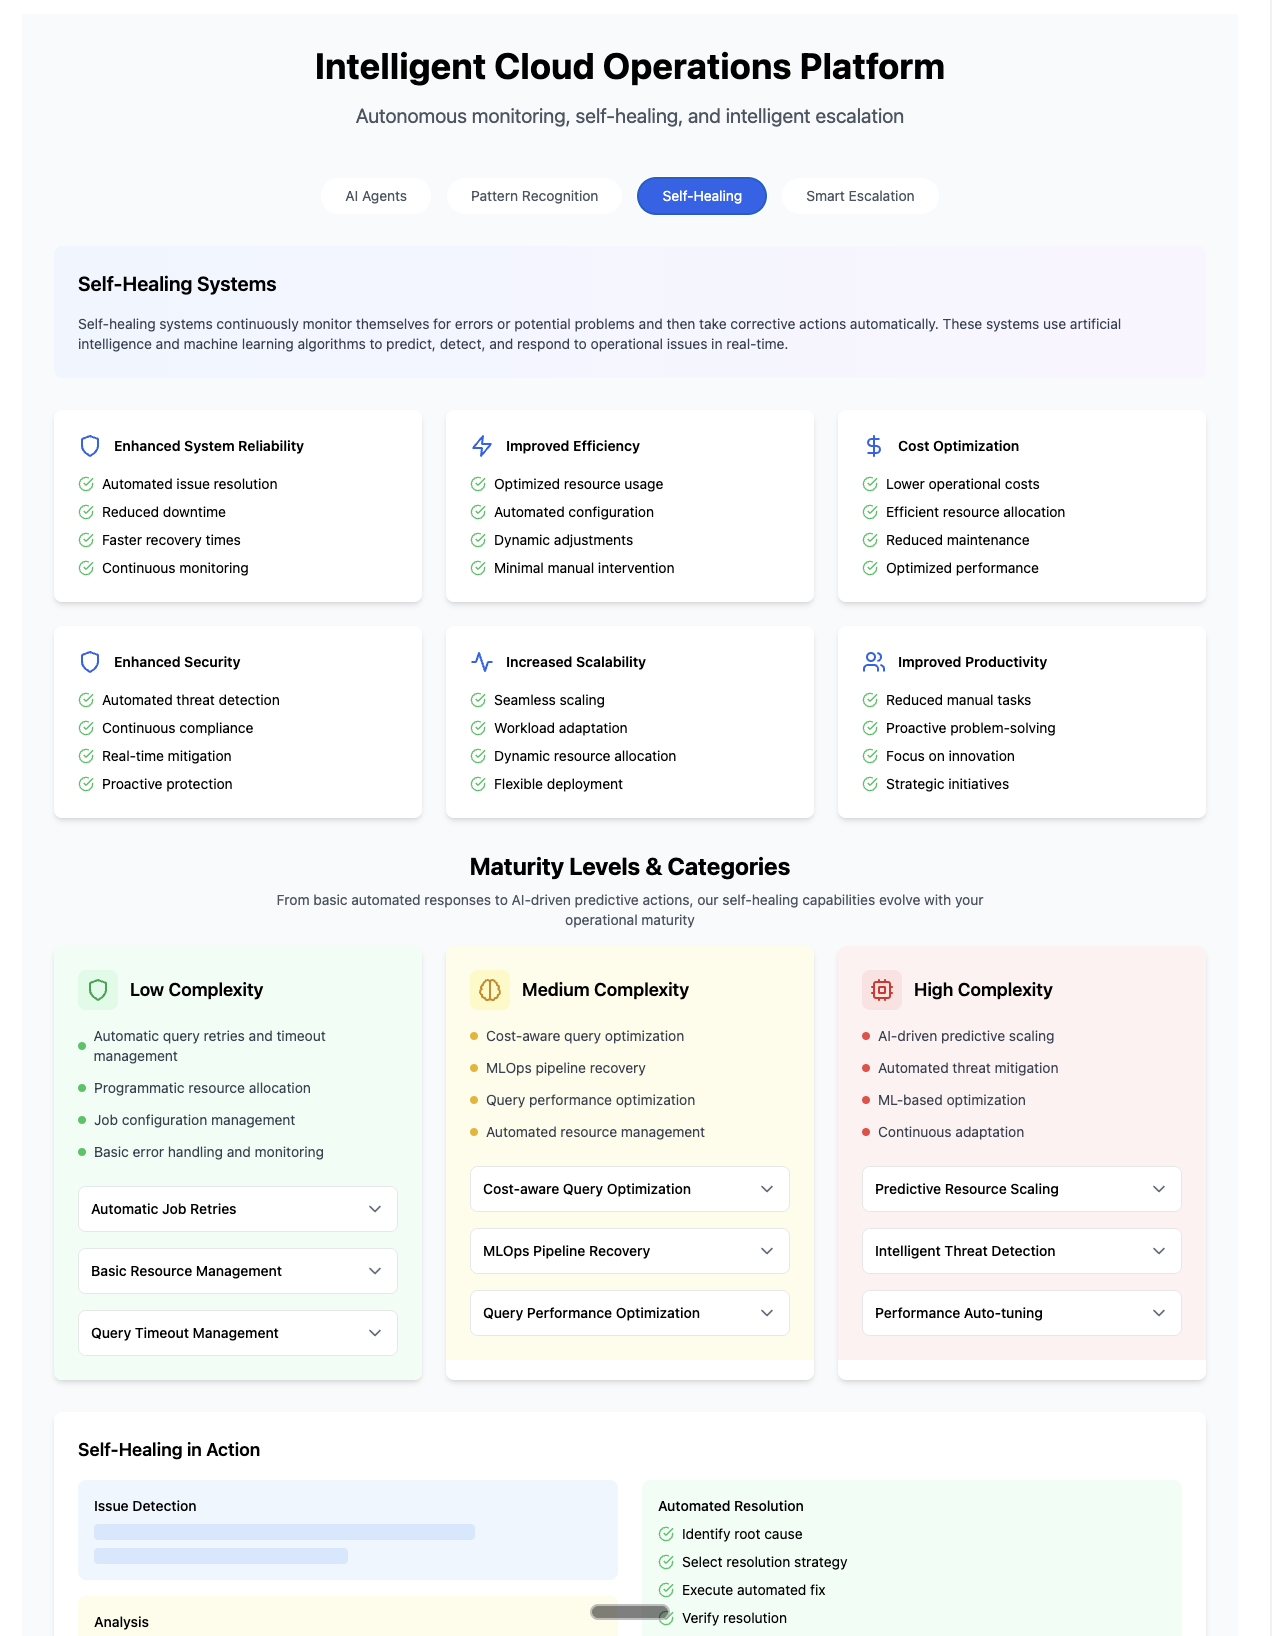 Intelligent Cloud Operations Platform
Autonomous monitoring, self-healing, and intelligent escalation
AI Agents
Pattern Recognition
Self-Healing
Smart Escalation
Self-Healing Systems
Self-healing systems continuously monitor themselves for errors or potential problems and then take corrective actions automatically. These systems use artificial
intelligence and machine learning algorithms to predict, detect, and respond to operational issues in real-time.
Enhanced System Reliability
Automated issue resolution
Reduced downtime
Faster recovery times
Continuous monitoring
Improved Efficiency
Optimized resource usage
Automated configuration
Dynamic adjustments
Minimal manual intervention
Cost Optimization
Lower operational costs
Efficient resource allocation
Reduced maintenance
Optimized performance
Enhanced Security
Automated threat detection
Continuous compliance
Real-time mitigation
Proactive protection
Increased Scalability
Seamless scaling
Workload adaptation
Dynamic resource allocation
Flexible deployment
Improved Productivity
Reduced manual tasks
Proactive problem-solving
Focus on innovation
Strategic initiatives
Maturity Levels & Categories
From basic automated responses to AI-driven predictive actions, our self-healing capabilities evolve with your
operational maturity
Low Complexity
Automatic query retries and timeout
management
Programmatic resource allocation
Job configuration management
Basic error handling and monitoring
Automatic Job Retries
Basic Resource Management
Query Timeout Management
Medium Complexity
Cost-aware query optimization
MLOps pipeline recovery
Query performance optimization
Automated resource management
Cost-aware Query Optimization
MLOps Pipeline Recovery
Query Performance Optimization
High Complexity
AI-driven predictive scaling
Automated threat mitigation
ML-based optimization
Continuous adaptation
Predictive Resource Scaling
Intelligent Threat Detection
Performance Auto-tuning
Self-Healing in Action
Issue Detection
Analysis
Automated Resolution
Identify root cause
Select resolution strategy
Execute automated fix
Verify resolution